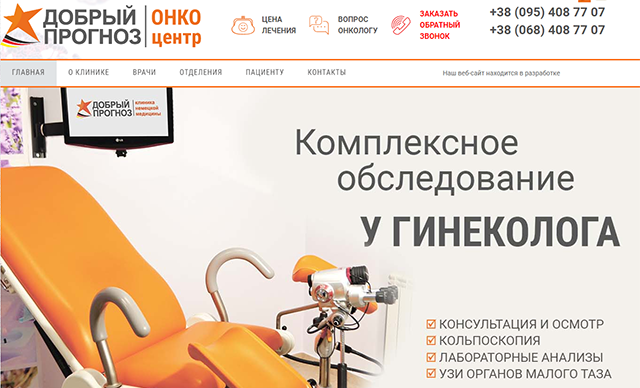 ДОБРЫЙ ПРОГНОЗ
ОНКО центр
ЦЕНА ЛЕЧЕНИЯ
ВОПРОС ОНКОЛОГУ
ЗАКАЗАТЬ ОБРАТНЫЙ ЗВОНОК
+38 (095) 408 77 07
+38 (068) 408 77 07
ГЛАВНАЯ О КЛИНИКЕ ВРАЧИ ОТДЕЛЕНИЯ ПАЦИЕНТУ КОНТАКТЫ Наш веб-сайт находится в разработке
ДОБРЫЙ ПРОГНОЗ
клиника немецкой медицины
LG
Комплексное
обследование
У ГИНЕКОЛОГА
КОНСУЛЬТАЦИЯ И ОСМОТР
КОЛЬПОСКОПИЯ
ЛАБОРАТОРНЫЕ АНАЛИЗЫ
УЗИ ОРГАНОВ МАЛОГО ТАЗА